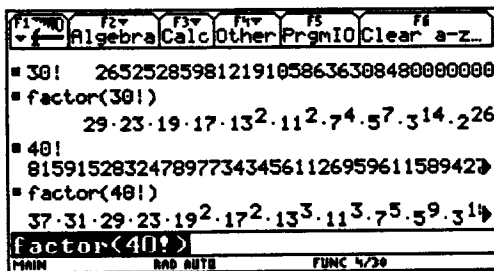 F1 F2▾ F3▾ F4▾ F5 F6
Algebra Calc Other PrgmIO Clear a-z…
▪ 30! 265252859812191058636308480000000
▪ factor(30!)
29·23·19·17·13²·11²·7⁴·5⁷·3¹⁴·2²⁶
▪ 40!
81591528324789773434561126959611589427▶
▪ factor(40!)
37·31·29·23·19²·17²·13³·11³·7⁵·5⁹·3¹▶
factor(40!)
MAIN RAD AUTO FUNC 4/30